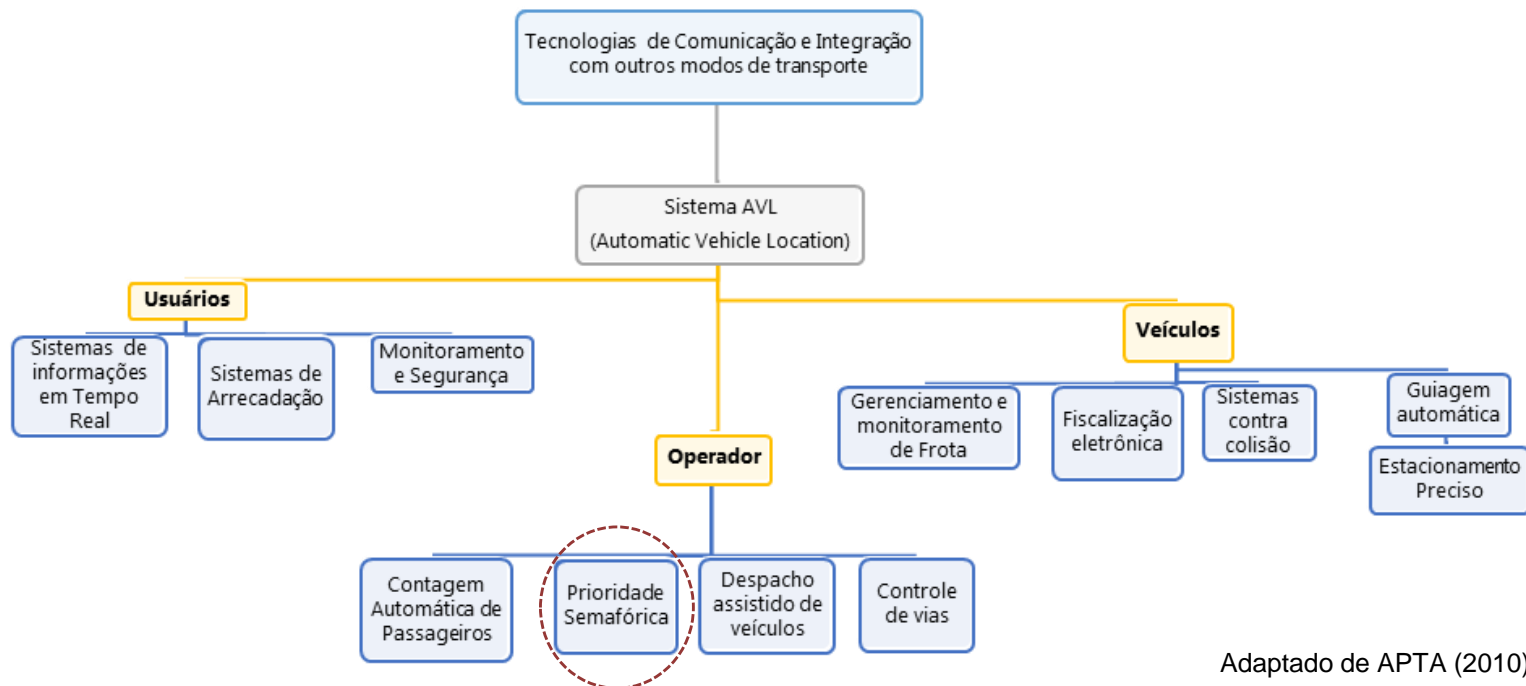 Tecnologias de Comunicação e Integração
com outros modos de transporte
Sistema AVL
(Automatic Vehicle Location)
Usuários
Sistemas de
informações
em Tempo
Real
Sistemas de
Arrecadação
Monitoramento
e Segurança
Veículos
Gerenciamento e
monitoramento
de Frota
Fiscalização
eletrônica
Sistemas
contra
colisão
Guiagem
automática
Estacionamento
Preciso
Operador
Contagem
Automática de
Passageiros
Prioridade
Semafórica
Despacho
assistido de
veículos
Controle
de vias
Adaptado de APTA (2010)